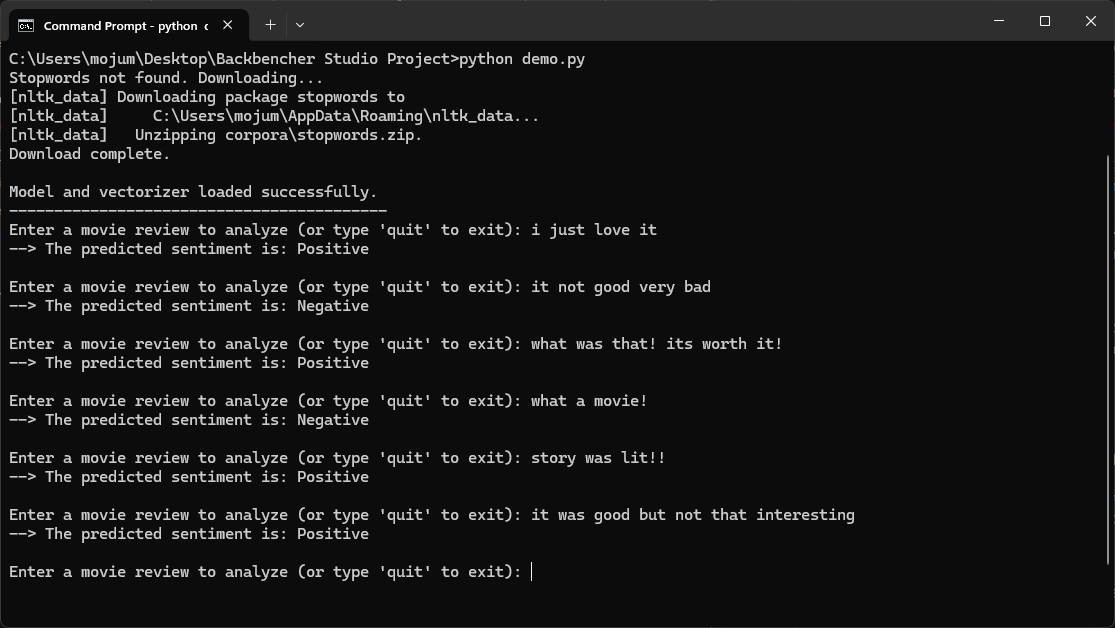 Command Prompt - python c
C:\Users\mojum\Desktop\Backbencher Studio Project>python demo.py
Stopwords not found. Downloading...
[nltk_data] Downloading package stopwords to
[nltk_data]     C:\Users\mojum\AppData\Roaming\nltk_data...
[nltk_data]   Unzipping corpora\stopwords.zip.
Download complete.
Model and vectorizer loaded successfully.
------------------------------------------
Enter a movie review to analyze (or type 'quit' to exit): i just love it
--> The predicted sentiment is: Positive
Enter a movie review to analyze (or type 'quit' to exit): it not good very bad
--> The predicted sentiment is: Negative
Enter a movie review to analyze (or type 'quit' to exit): what was that! its worth it!
--> The predicted sentiment is: Positive
Enter a movie review to analyze (or type 'quit' to exit): what a movie!
--> The predicted sentiment is: Negative
Enter a movie review to analyze (or type 'quit' to exit): story was lit!!
--> The predicted sentiment is: Positive
Enter a movie review to analyze (or type 'quit' to exit): it was good but not that interesting
--> The predicted sentiment is: Positive
Enter a movie review to analyze (or type 'quit' to exit):